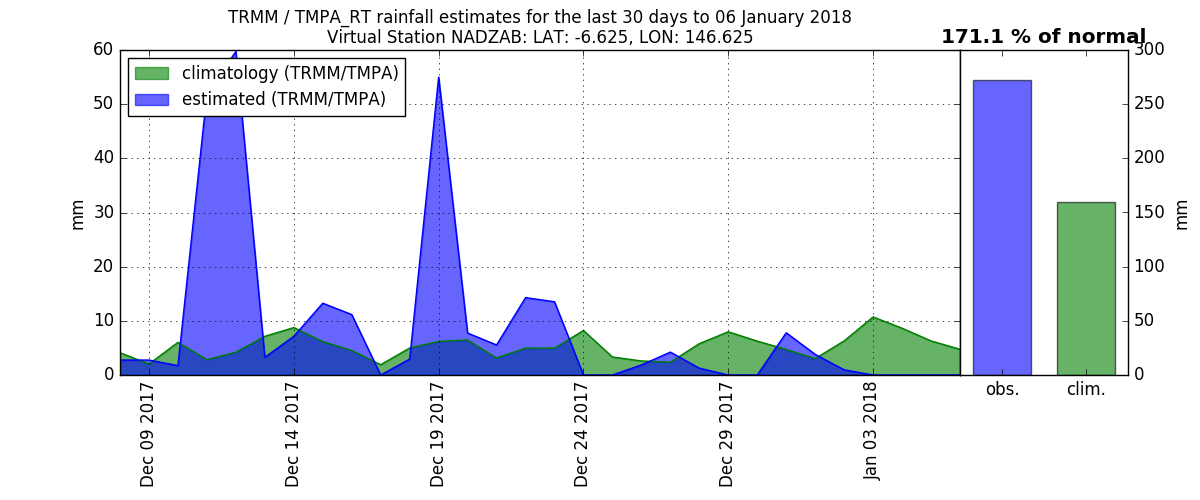 TRMM / TMPA_RT rainfall estimates for the last 30 days to 06 January 2018
Virtual Station NADZAB: LAT: -6.625, LON: 146.625
171.1 % of normal
climatology (TRMM/TMPA)
estimated (TRMM/TMPA)
60
50
40
30
20
10
0
mm
300
250
200
150
100
50
0
mm
Dec 09 2017
Dec 14 2017
Dec 19 2017
Dec 24 2017
Dec 29 2017
Jan 03 2018
obs.
clim.